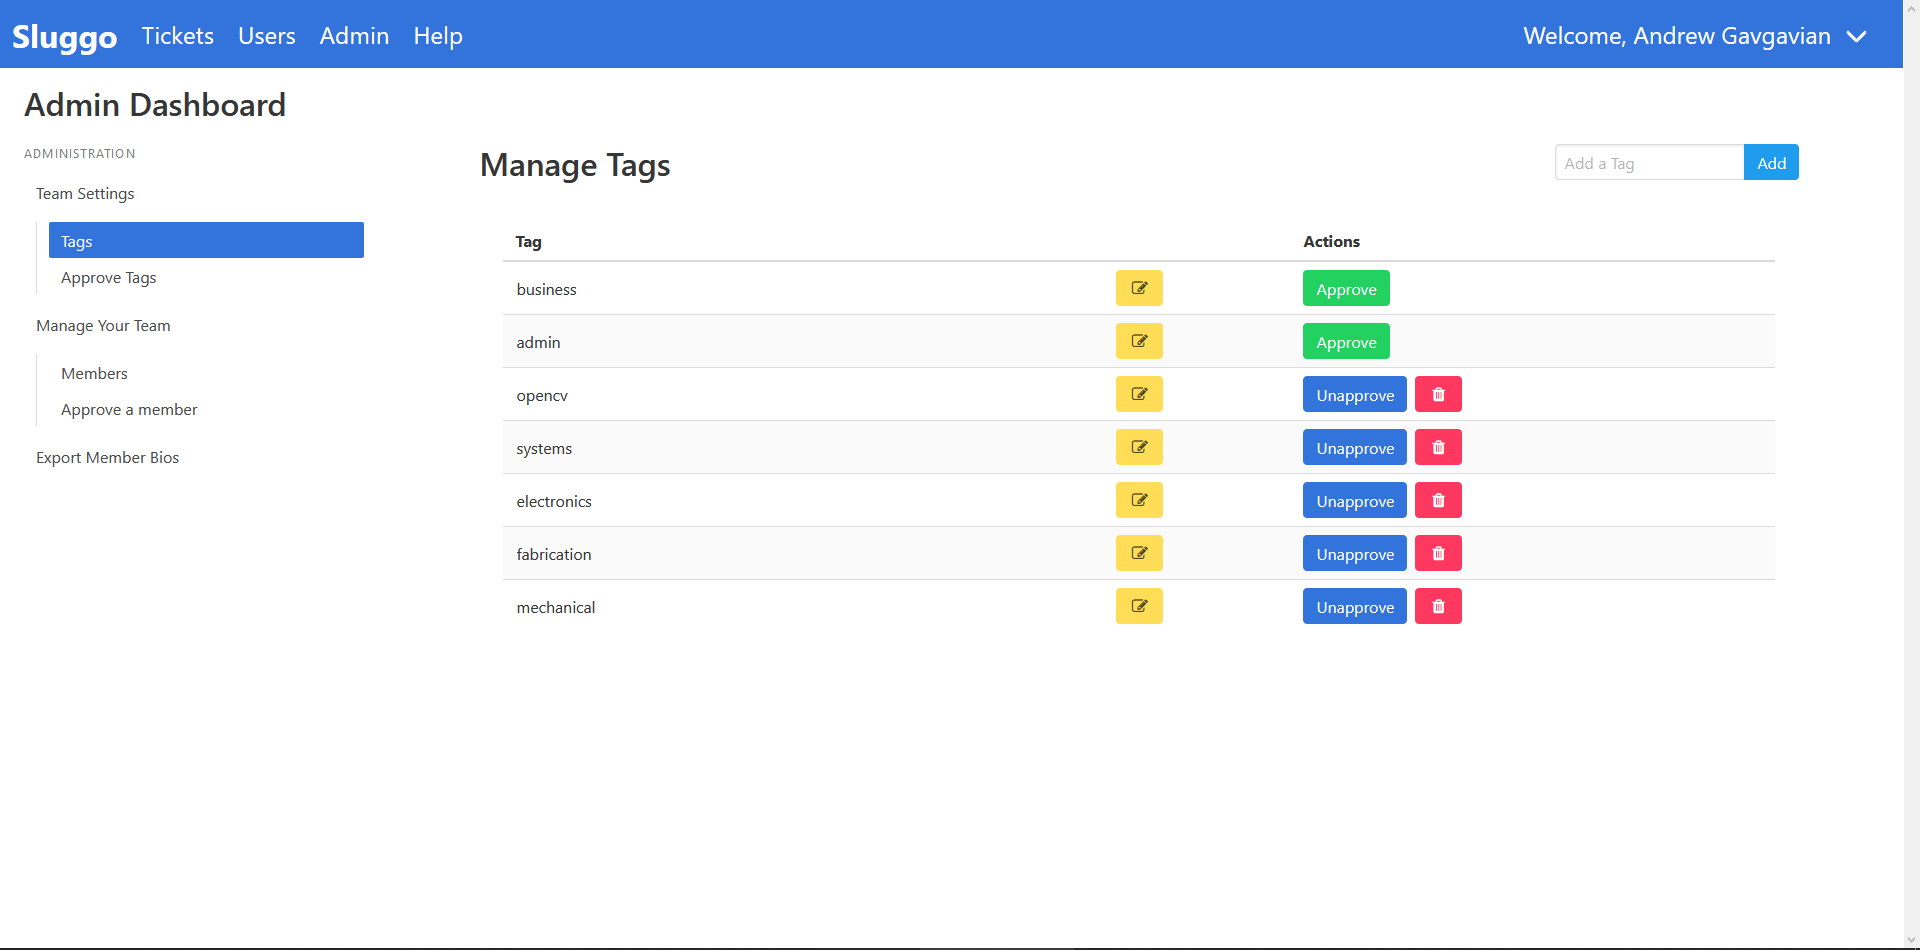 Sluggo Tickets Users Admin Help Welcome, Andrew Gavgavian
Admin Dashboard
ADMINISTRATION
Team Settings
Tags
Approve Tags
Manage Your Team
Members
Approve a member
Export Member Bios
Manage Tags
Add a Tag Add
Tag Actions
business Approve
admin Approve
opencv Unapprove
systems Unapprove
electronics Unapprove
fabrication Unapprove
mechanical Unapprove